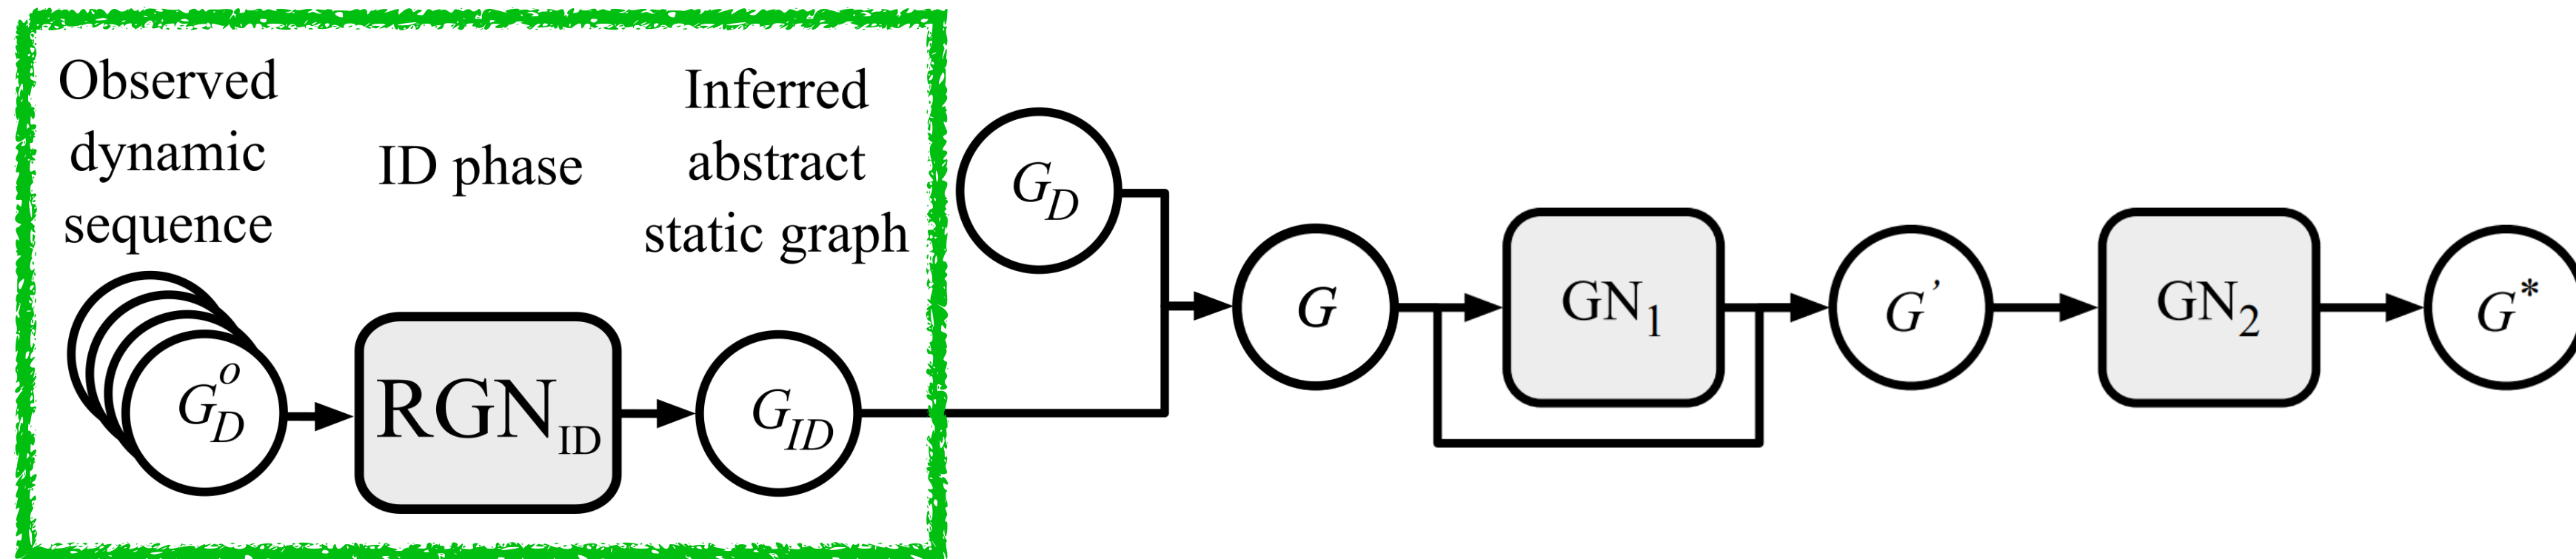 Observed
dynamic
sequence
ID phase
Inferred
abstract
static graph
G_D^o
RGN_ID
G_ID
G_D
G
GN_1
G'
GN_2
G*